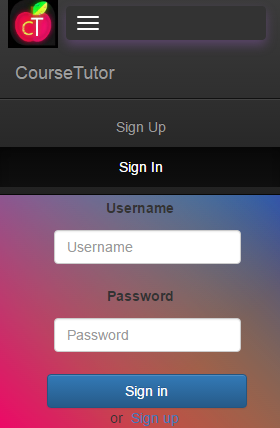 CT
CourseTutor
Sign Up
Sign In
Username
Username
Password
Password
Sign in
or Sign up